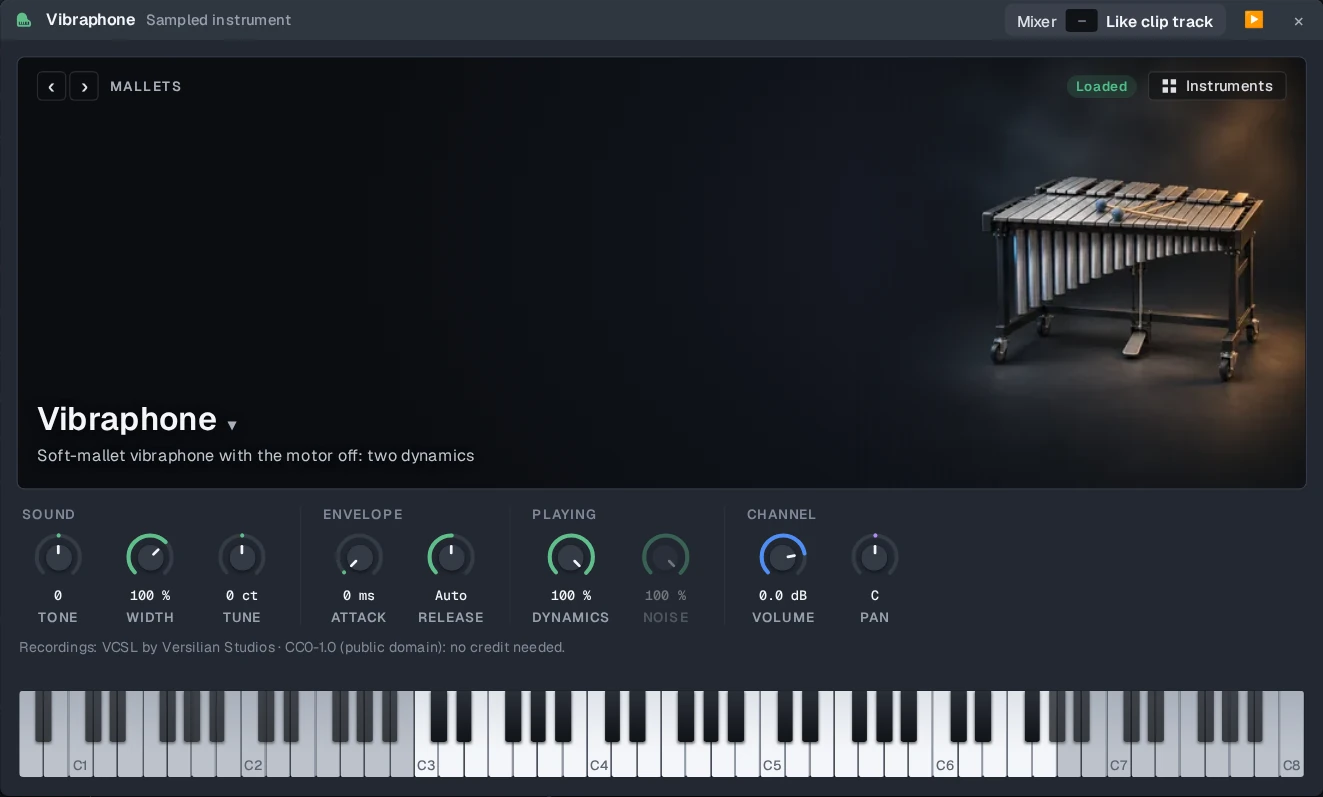 Vibraphone Sampled instrument Mixer – Like clip track ×
‹ › MALLETS Loaded Instruments
Vibraphone ▼
Soft-mallet vibraphone with the motor off: two dynamics
SOUND ENVELOPE PLAYING CHANNEL
0 100 % 0 ct 0 ms Auto 100 % 100 % 0.0 dB C
TONE WIDTH TUNE ATTACK RELEASE DYNAMICS NOISE VOLUME PAN
Recordings: VCSL by Versilian Studios · CC0-1.0 (public domain): no credit needed.
C1 C2 C3 C4 C5 C6 C7 C8